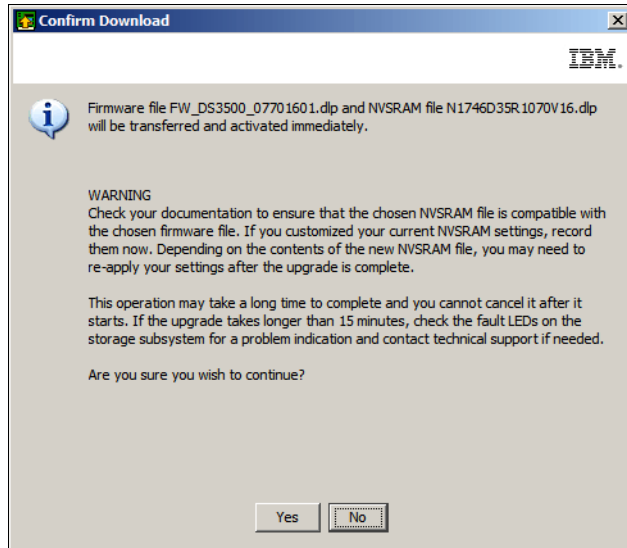 Confirm Download
IBM.
Firmware file FW_DS3500_07701601.dlp and NVSRAM file N1746D35R1070V16.dlp
will be transferred and activated immediately.
WARNING
Check your documentation to ensure that the chosen NVSRAM file is compatible with
the chosen firmware file. If you customized your current NVSRAM settings, record
them now. Depending on the contents of the new NVSRAM file, you may need to
re-apply your settings after the upgrade is complete.
This operation may take a long time to complete and you cannot cancel it after it
starts. If the upgrade takes longer than 15 minutes, check the fault LEDs on the
storage subsystem for a problem indication and contact technical support if needed.
Are you sure you wish to continue?
Yes No